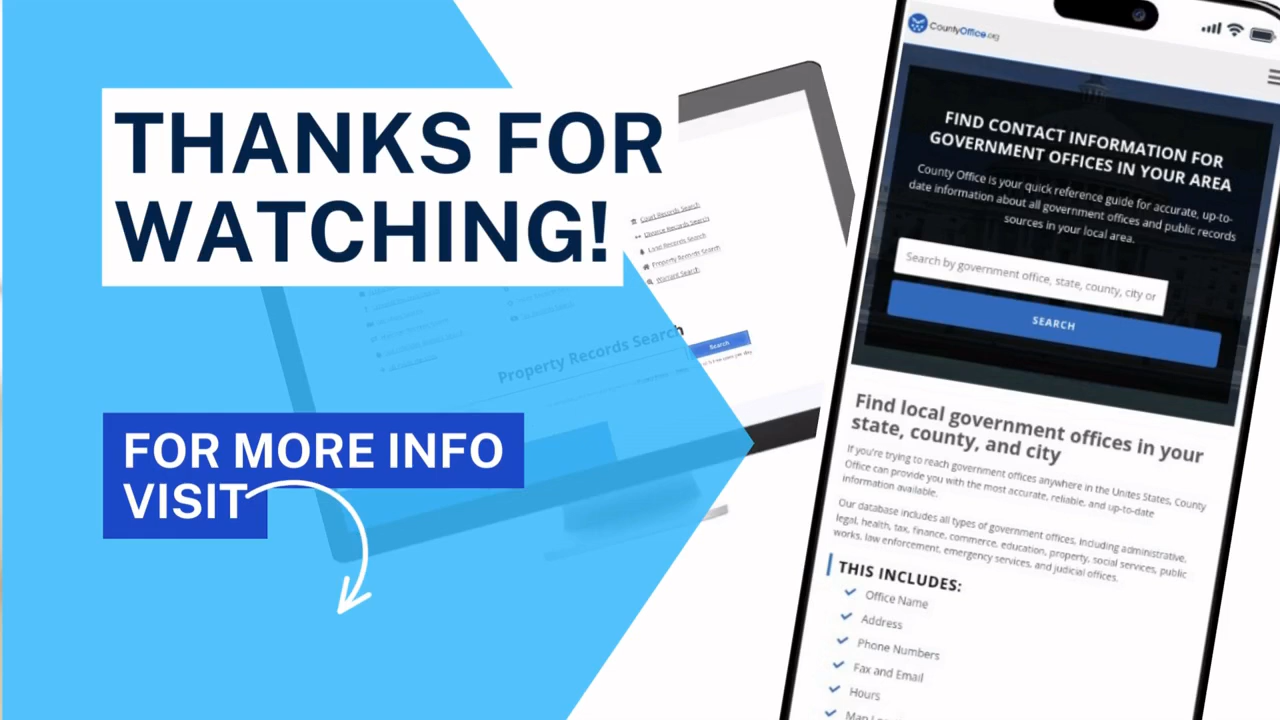 THANKS FOR
WATCHING!
FOR MORE INFO
VISIT
Court Records Search
Divorce Records Search
Land Records Search
Property Records Search
Warrant Search
Property Records Search
Search
CountyOffice.org
FIND CONTACT INFORMATION FOR
GOVERNMENT OFFICES IN YOUR AREA
County Office is your quick reference guide for accurate, up-to-
date information about all government offices and public records
sources in your local area.
Search by government office, state, county, city or
SEARCH
Find local government offices in your
state, county, and city
If you're trying to reach government offices anywhere in the Unites States, County
Office can provide you with the most accurate, reliable, and up-to-date
information available.
Our database includes all types of government offices, including administrative,
legal, health, tax, finance, commerce, education, property, social services, public
works, law enforcement, emergency services, and judicial offices.
THIS INCLUDES:
Office Name
Address
Phone Numbers
Fax and Email
Hours